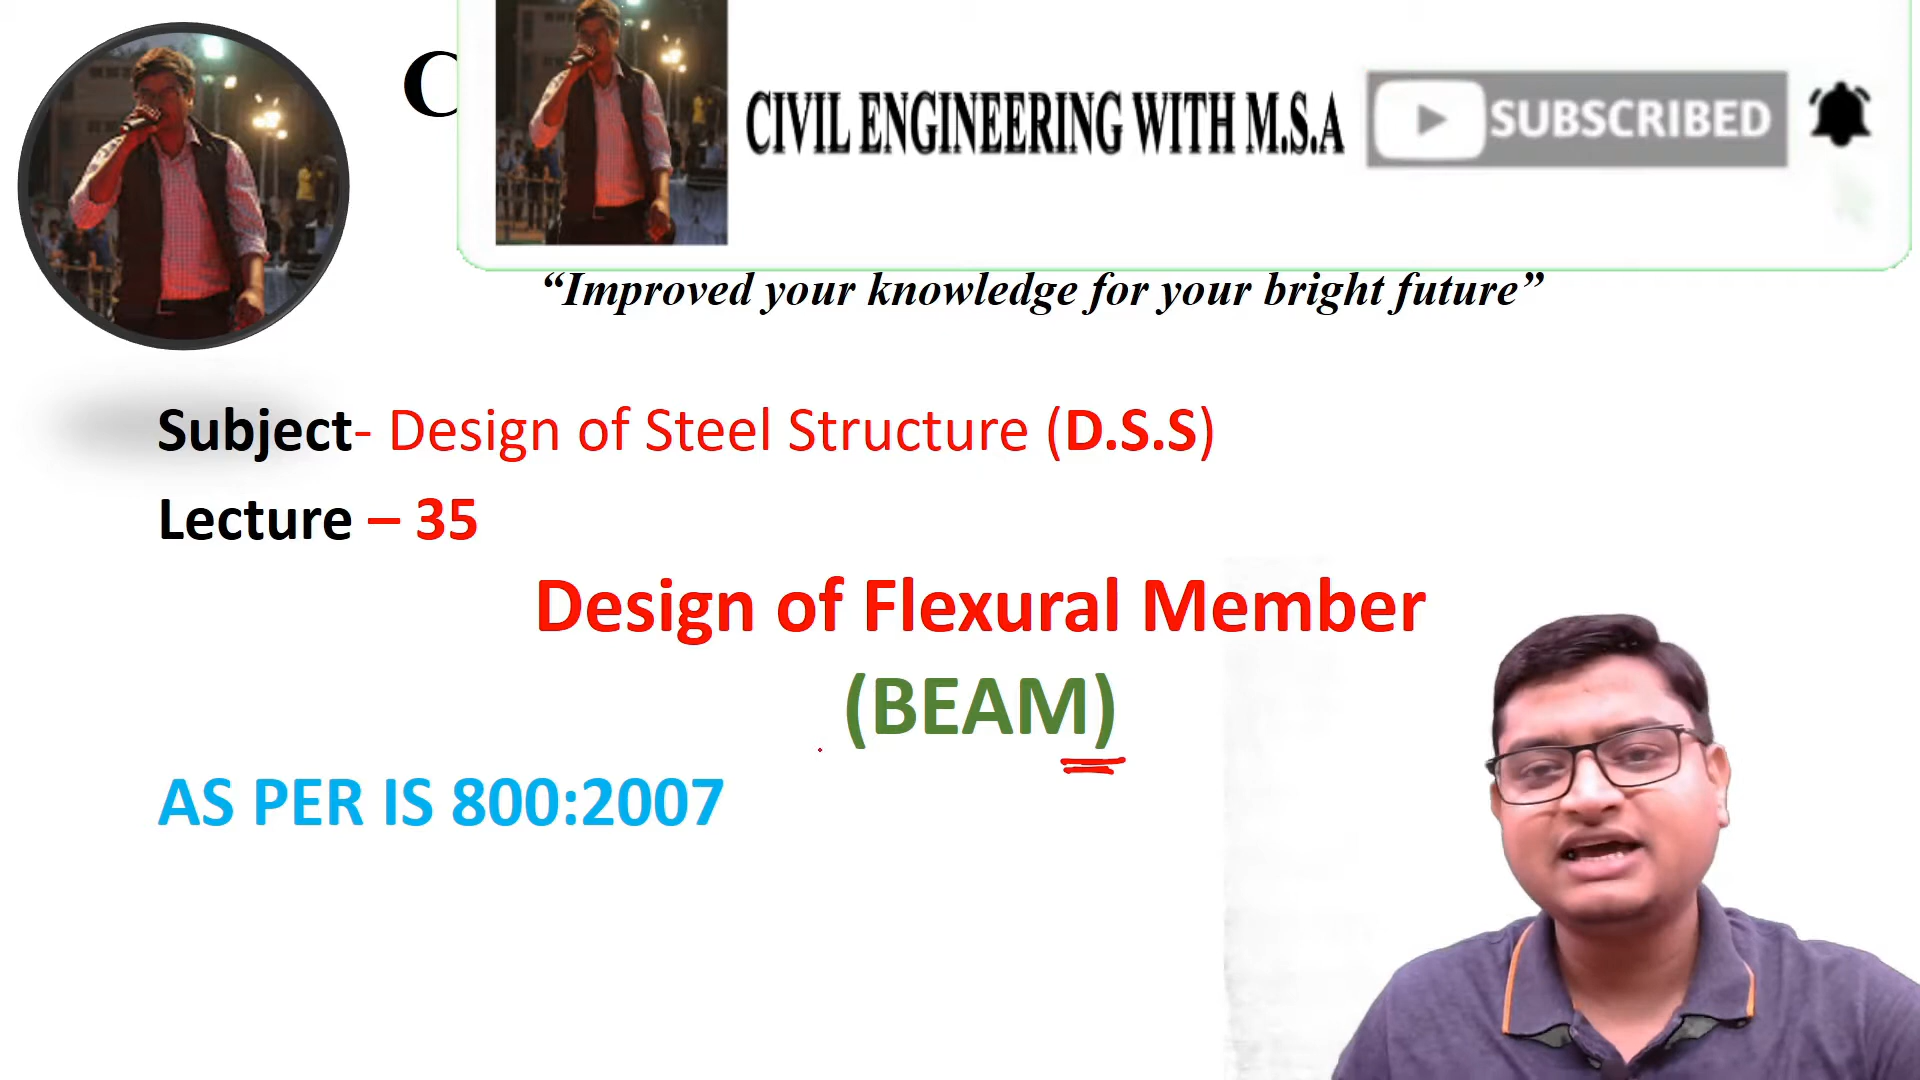 C
CIVIL ENGINEERING WITH M.S.A
SUBSCRIBED
“Improved your knowledge for your bright future”
Subject- Design of Steel Structure (D.S.S)
Lecture – 35
Design of Flexural Member
(BEAM)
AS PER IS 800:2007